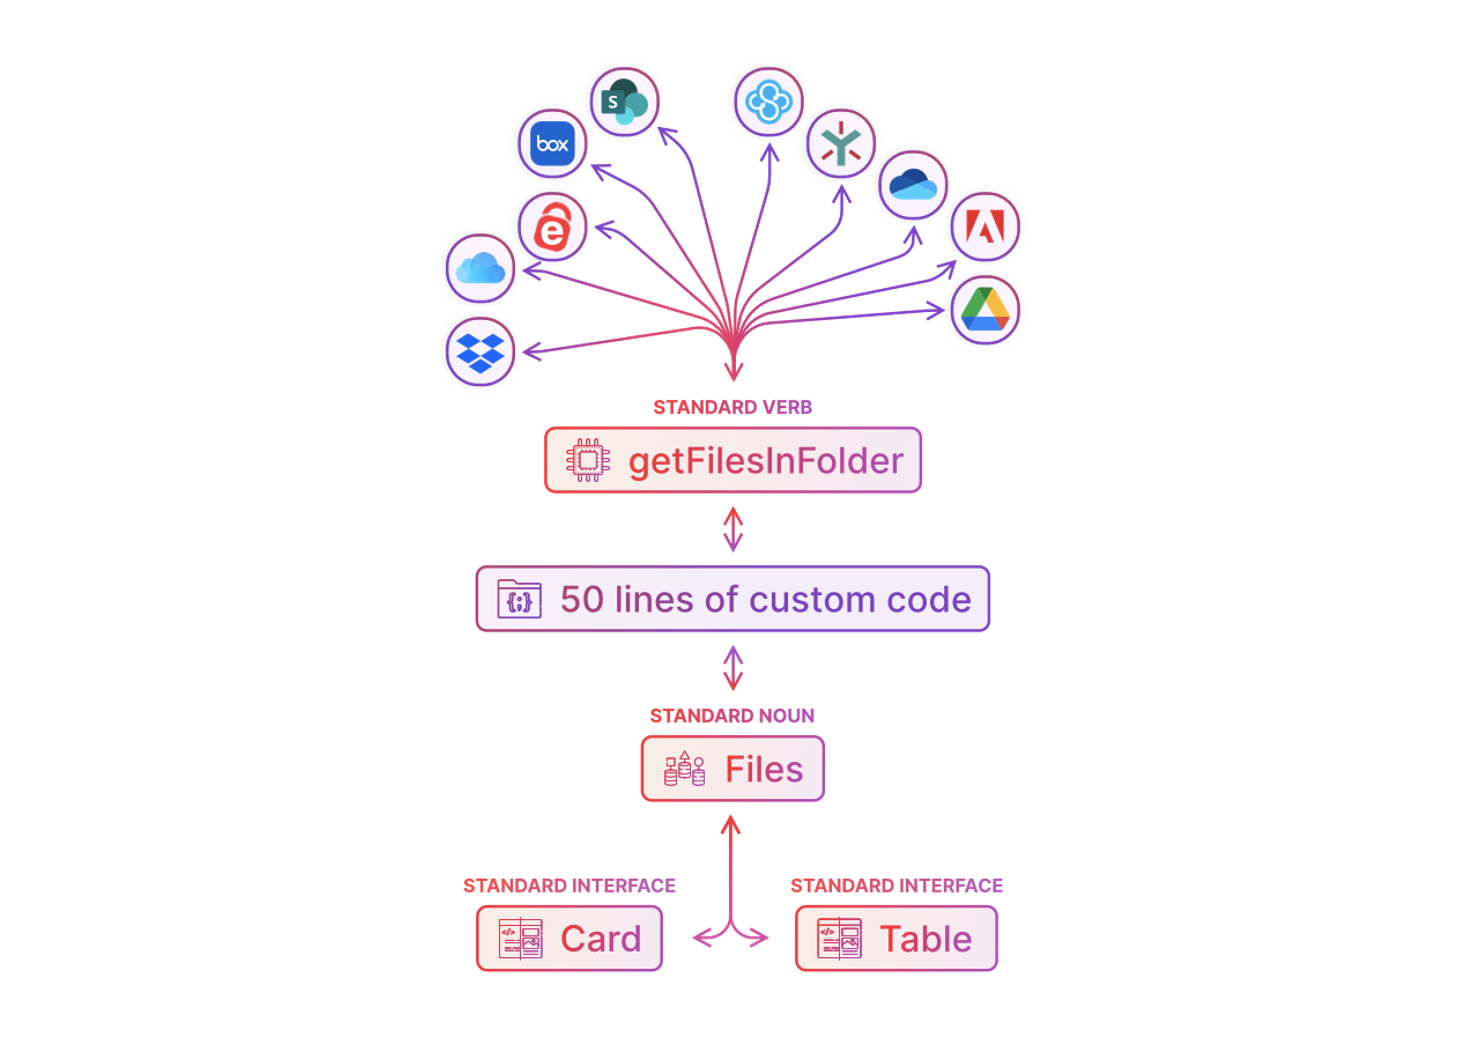 S
box
e
STANDARD VERB
getFilesInFolder
{;}
50 lines of custom code
STANDARD NOUN
Files
STANDARD INTERFACE
</>
Card
STANDARD INTERFACE
</>
Table